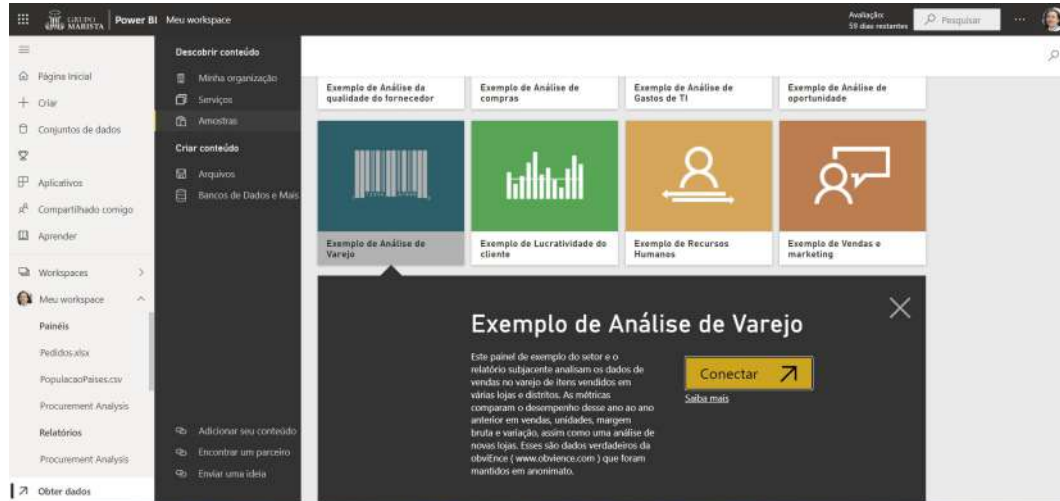 GRUPO MARISTA
Power BI Meu workspace
Avaliação:
59 dias restantes
Pesquisar
Página Inicial
Criar
Conjuntos de dados
Aplicativos
Compartilhado comigo
Aprender
Workspaces
Meu workspace
Painéis
Pedidos.xlsx
PopulacaoPaises.csv
Procurement Analysis
Relatórios
Procurement Analysis
Obter dados
Descobrir conteúdo
Minha organização
Serviços
Amostras
Criar conteúdo
Arquivos
Bancos de Dados e Mais
Adicionar seu conteúdo
Encontrar um parceiro
Enviar uma ideia
Exemplo de Análise da
qualidade do fornecedor
Exemplo de Análise de
compras
Exemplo de Análise de
Gastos de TI
Exemplo de Análise de
oportunidade
Exemplo de Análise de
Varejo
Exemplo de Lucratividade do
cliente
Exemplo de Recursos
Humanos
Exemplo de Vendas e
marketing
Exemplo de Análise de Varejo
Este painel de exemplo do setor e o
relatório subjacente analisam os dados de
vendas no varejo de itens vendidos em
várias lojas e distritos. As métricas
comparam o desempenho desse ano ao ano
anterior em vendas, unidades, margem
bruta e variação, assim como uma análise de
novas lojas. Esses são dados verdadeiros da
obviEnce ( www.obvience.com ) que foram
mantidos em anonimato.
Conectar
Saiba mais